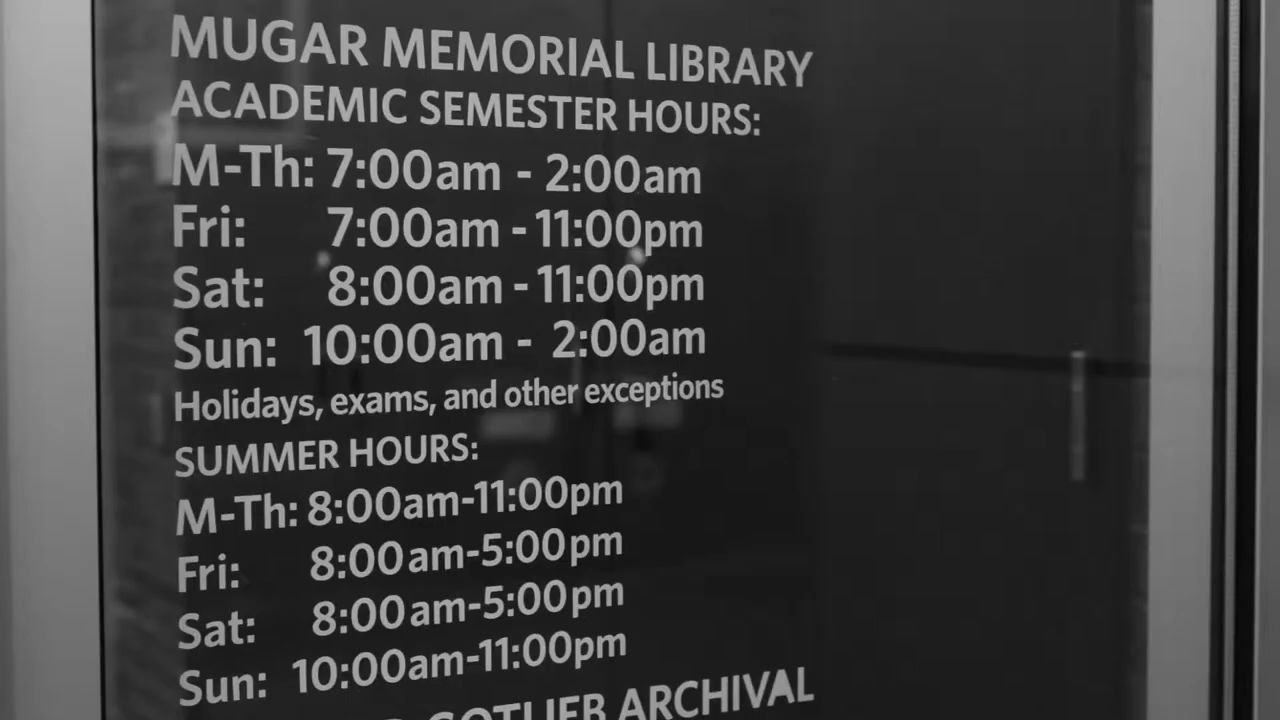 MUGAR MEMORIAL LIBRARY
ACADEMIC SEMESTER HOURS:
M-Th: 7:00am - 2:00am
Fri: 7:00am - 11:00pm
Sat: 8:00am - 11:00pm
Sun: 10:00am - 2:00am
Holidays, exams, and other exceptions
SUMMER HOURS:
M-Th: 8:00am-11:00pm
Fri: 8:00am-5:00pm
Sat: 8:00am-5:00pm
Sun: 10:00am-11:00pm
GOTLIEB ARCHIVAL